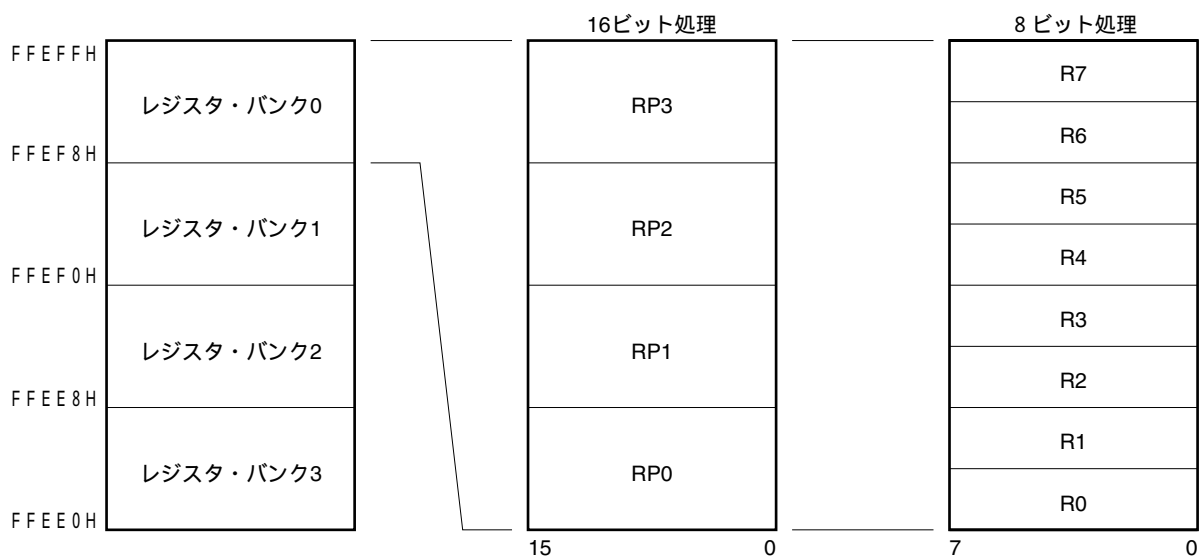 16ビット処理
8 ビット処理
FFEFFH
レジスタ・バンク0
RP3
R7
R6
FFEF8H
レジスタ・バンク1
RP2
R5
R4
FFEF0H
レジスタ・バンク2
RP1
R3
R2
FFEE8H
レジスタ・バンク3
RP0
R1
R0
FFEE0H
15 0
7 0